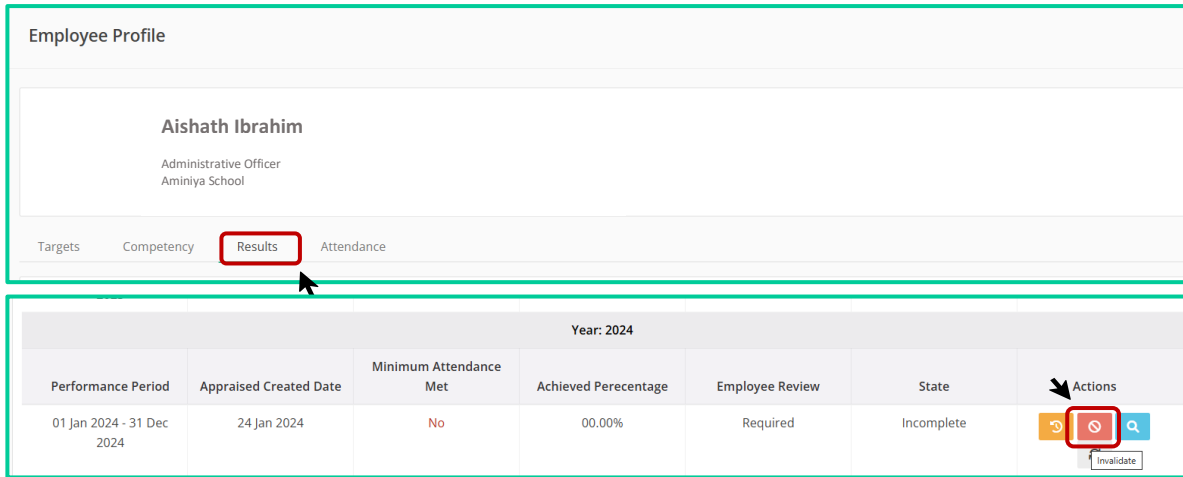 Employee Profile
Aishath Ibrahim
Administrative Officer
Aminiya School
Targets Competency Results Attendance
Year: 2024
Performance Period Appraised Created Date Minimum Attendance Met Achieved Perecentage Employee Review State Actions
01 Jan 2024 - 31 Dec 2024 24 Jan 2024 No 00.00% Required Incomplete
Invalidate